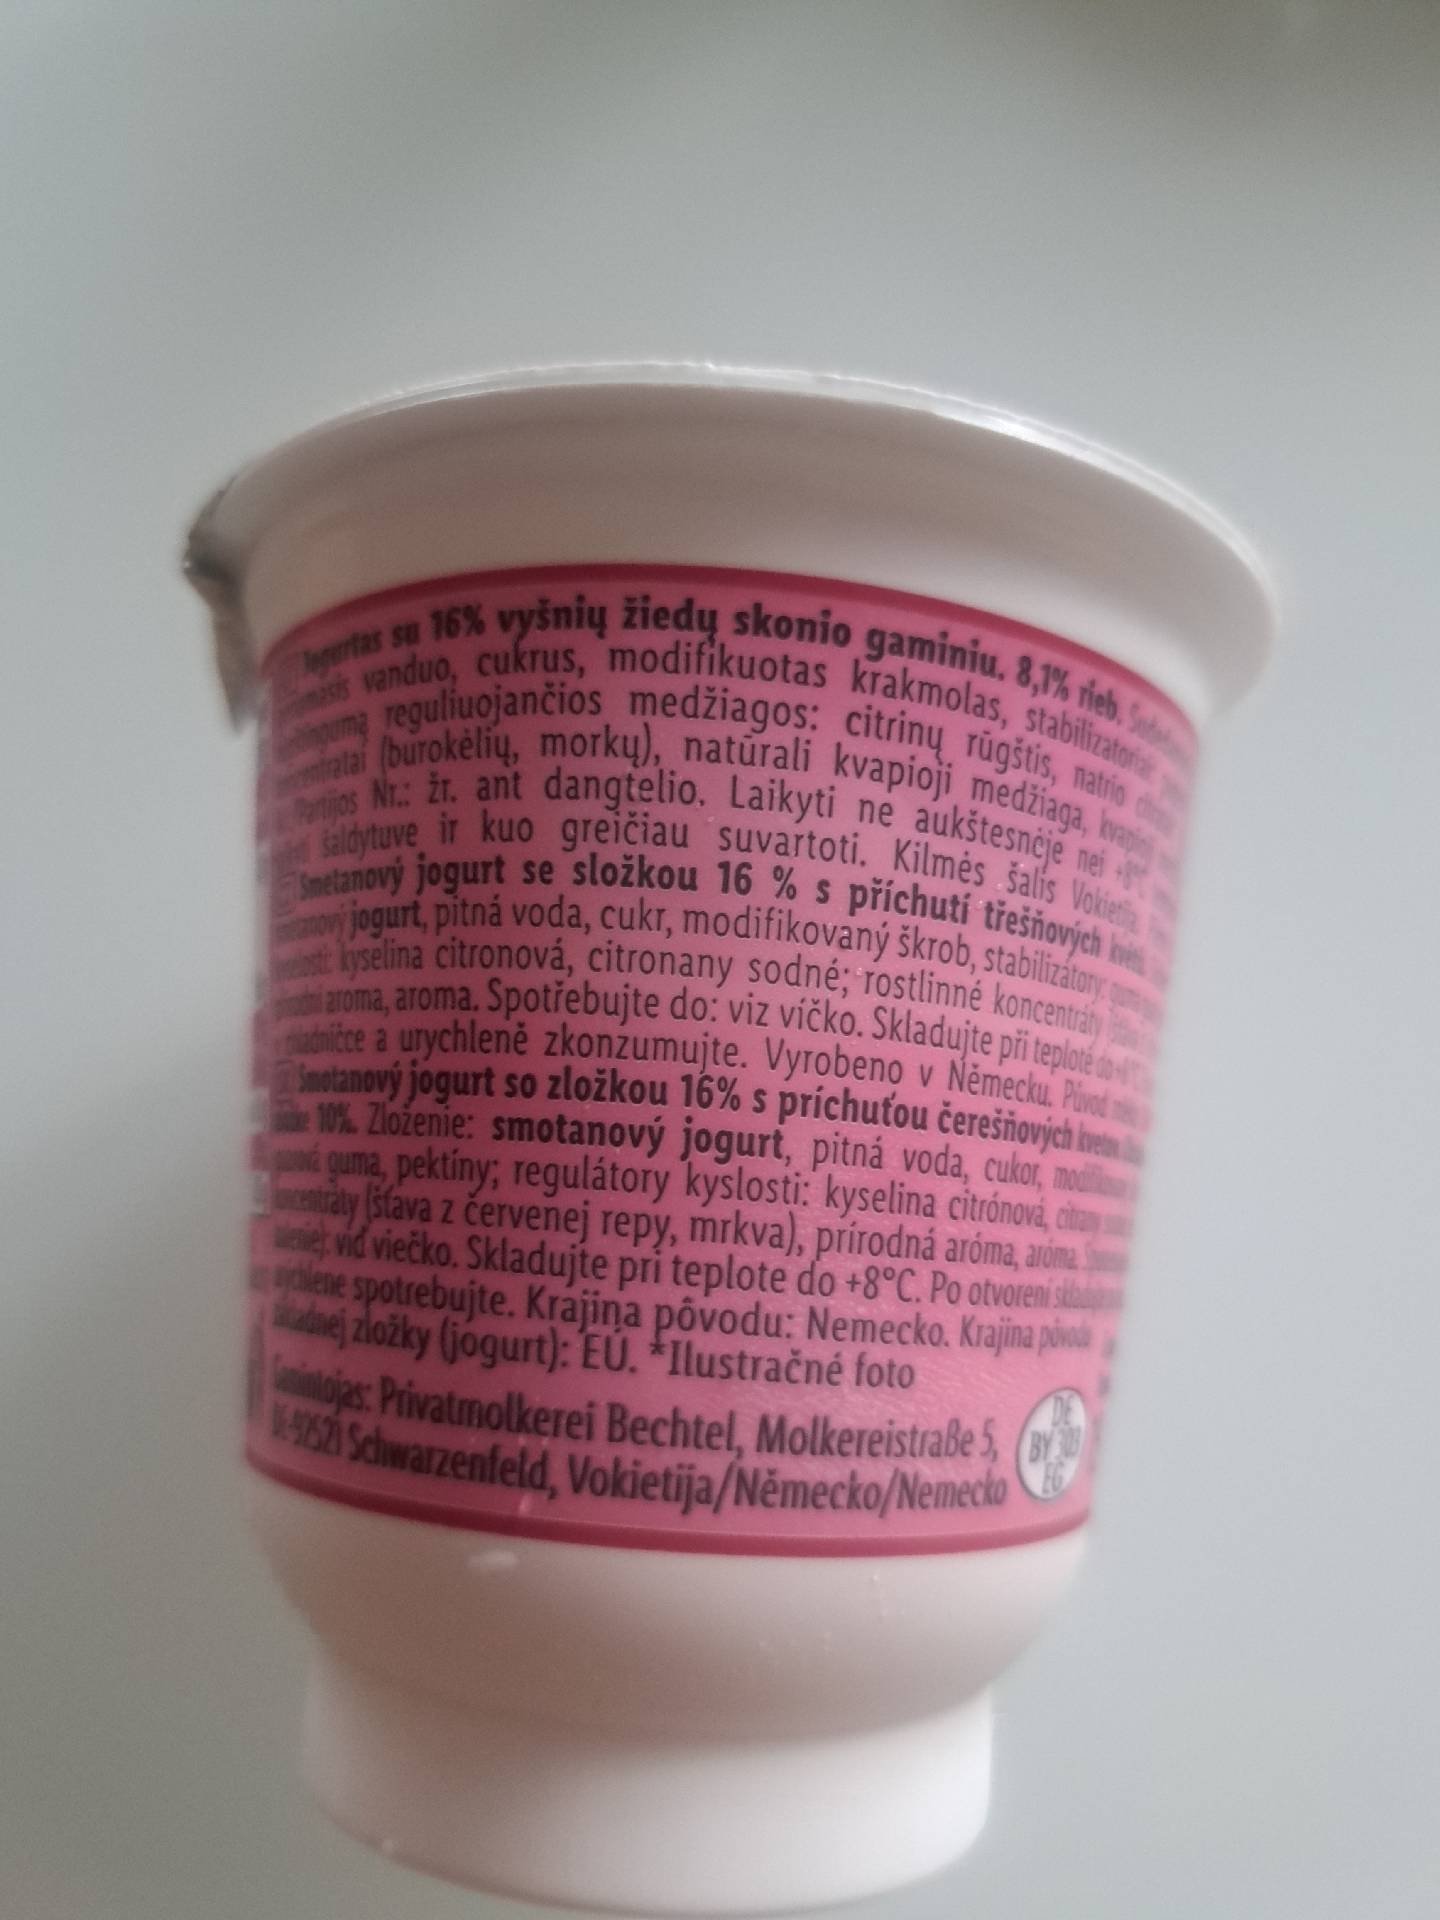 Jogurtas su 16% vyšnių žiedų skonio gaminiu. 8,1% rieb.
vanduo, cukrus, modifikuotas krakmolas,
reguliuojančios medžiagos: citrinų rūgštis, natrio
(burokėlių, morkų), natūrali kvapioji medžiaga,
Partijos Nr.: žr. ant dangtelio. Laikyti ne aukštesnėje nei +8°C
šaldytuve ir kuo greičiau suvartoti. Kilmės šalis Vokietija.
Smetanový jogurt se složkou 16 % s příchutí třešňových květů.
jogurt, pitná voda, cukr, modifikovaný škrob, stabilizátory:
kyselina citronová, citronany sodné; rostlinné koncentráty
aroma, aroma. Spotřebujte do: viz víčko. Skladujte při teplotě do
a urychleně zkonzumujte. Vyrobeno v Německu. Původ
Smotanový jogurt so zložkou 16% s príchuťou čerešňových kvetov.
10%. Zloženie: smotanový jogurt, pitná voda, cukor,
guma, pektíny; regulátory kyslosti: kyselina citrónová,
(šťava z červenej repy, mrkva), prírodná aróma, aróma.
viď viečko. Skladujte pri teplote do +8°C. Po otvorení
spotrebujte. Krajina pôvodu: Nemecko. Krajina pôvodu
zložky (jogurt): EÚ. *Ilustračné foto
Gamintojas: Privatmolkerei Bechtel, Molkereistraße 5,
DE-92521 Schwarzenfeld, Vokietija/Německo/Nemecko
DE
BY 303
EG